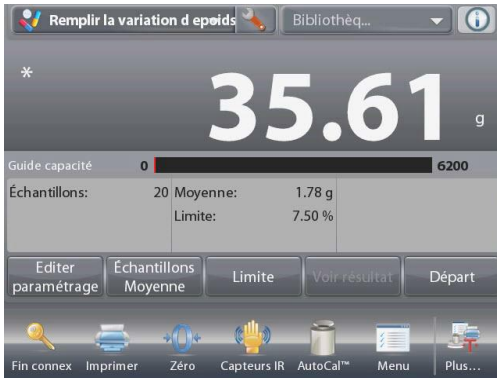 Remplir la variation d epoids
Bibliothèq...
*
35.61 g
Guide capacité 0 6200
Échantillons: 20 Moyenne: 1.78 g
Limite: 7.50 %
Editer paramétrage
Échantillons Moyenne
Limite
Voir résultat
Départ
Fin connex
Imprimer
Zéro
Capteurs IR
AutoCal™
Menu
Plus...